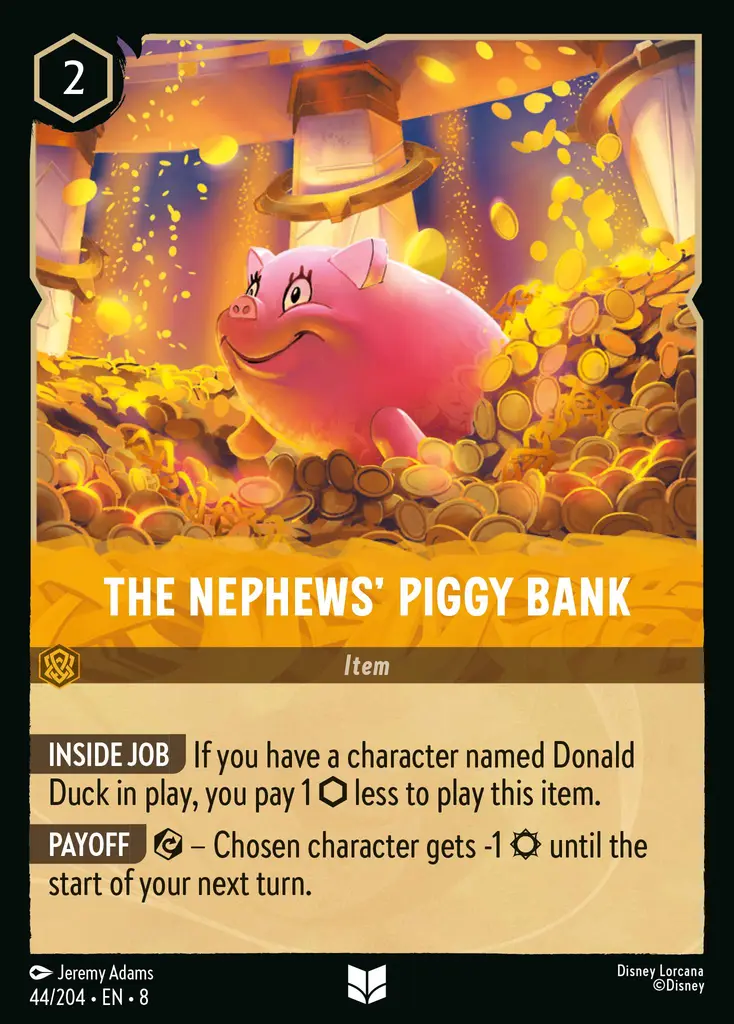 2
THE NEPHEWS' PIGGY BANK
Item
INSIDE JOB If you have a character named Donald
Duck in play, you pay 1 ⬡ less to play this item.
PAYOFF ⟳ – Chosen character gets -1 ¤ until the
start of your next turn.
Jeremy Adams
44/204 • EN • 8
Disney Lorcana
©Disney